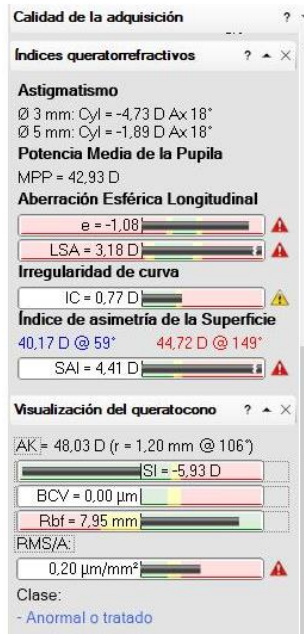 Calidad de la adquisición ?
Índices queratorrefractivos ?
Astigmatismo
Ø 3 mm: Cyl = -4,73 D Ax 18°
Ø 5 mm: Cyl = -1,89 D Ax 18°
Potencia Media de la Pupila
MPP = 42,93 D
Aberración Esférica Longitudinal
e = -1,08
LSA = 3,18 D
Irregularidad de curva
IC = 0,77 D
Índice de asimetría de la Superficie
40,17 D @ 59° 44,72 D @ 149°
SAI = 4,41 D
Visualización del queratocono ?
AK = 48,03 D (r = 1,20 mm @ 106°)
SI = -5,93 D
BCV = 0,00 µm
Rbf = 7,95 mm
RMS/A:
0,20 µm/mm²
Clase:
- Anormal o tratado